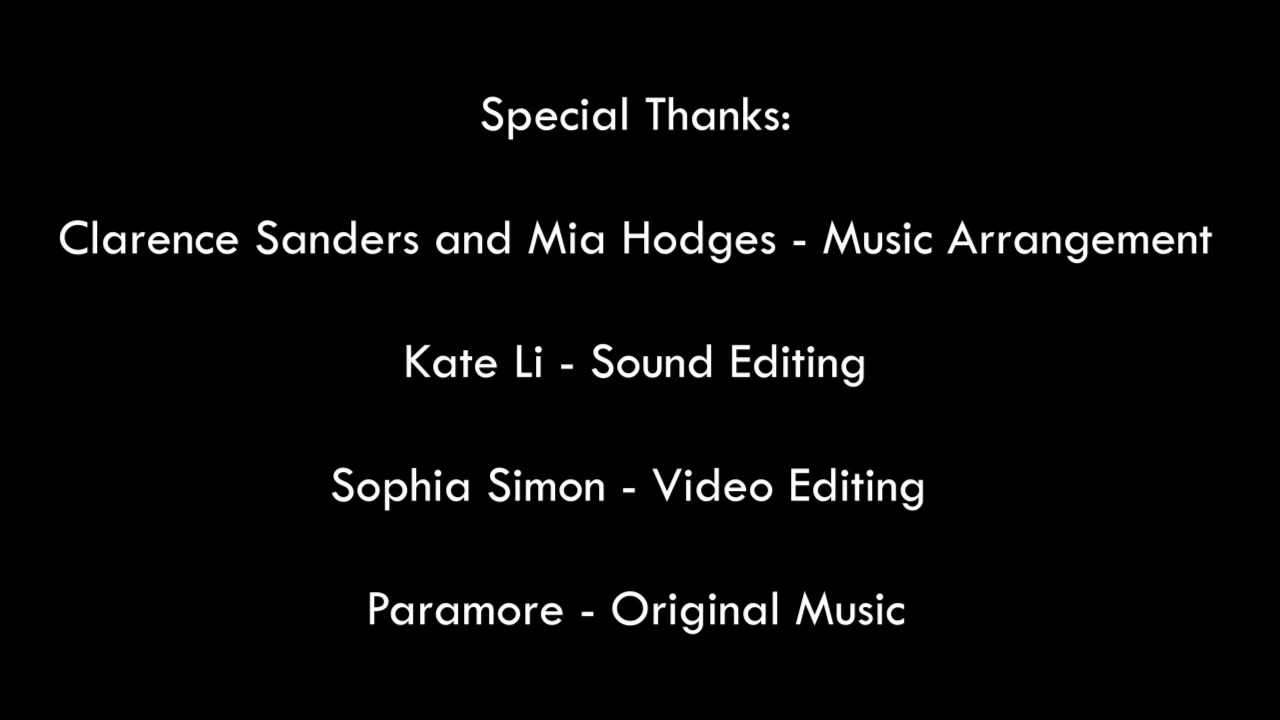 Special Thanks:
Clarence Sanders and Mia Hodges - Music Arrangement
Kate Li - Sound Editing
Sophia Simon - Video Editing
Paramore - Original Music